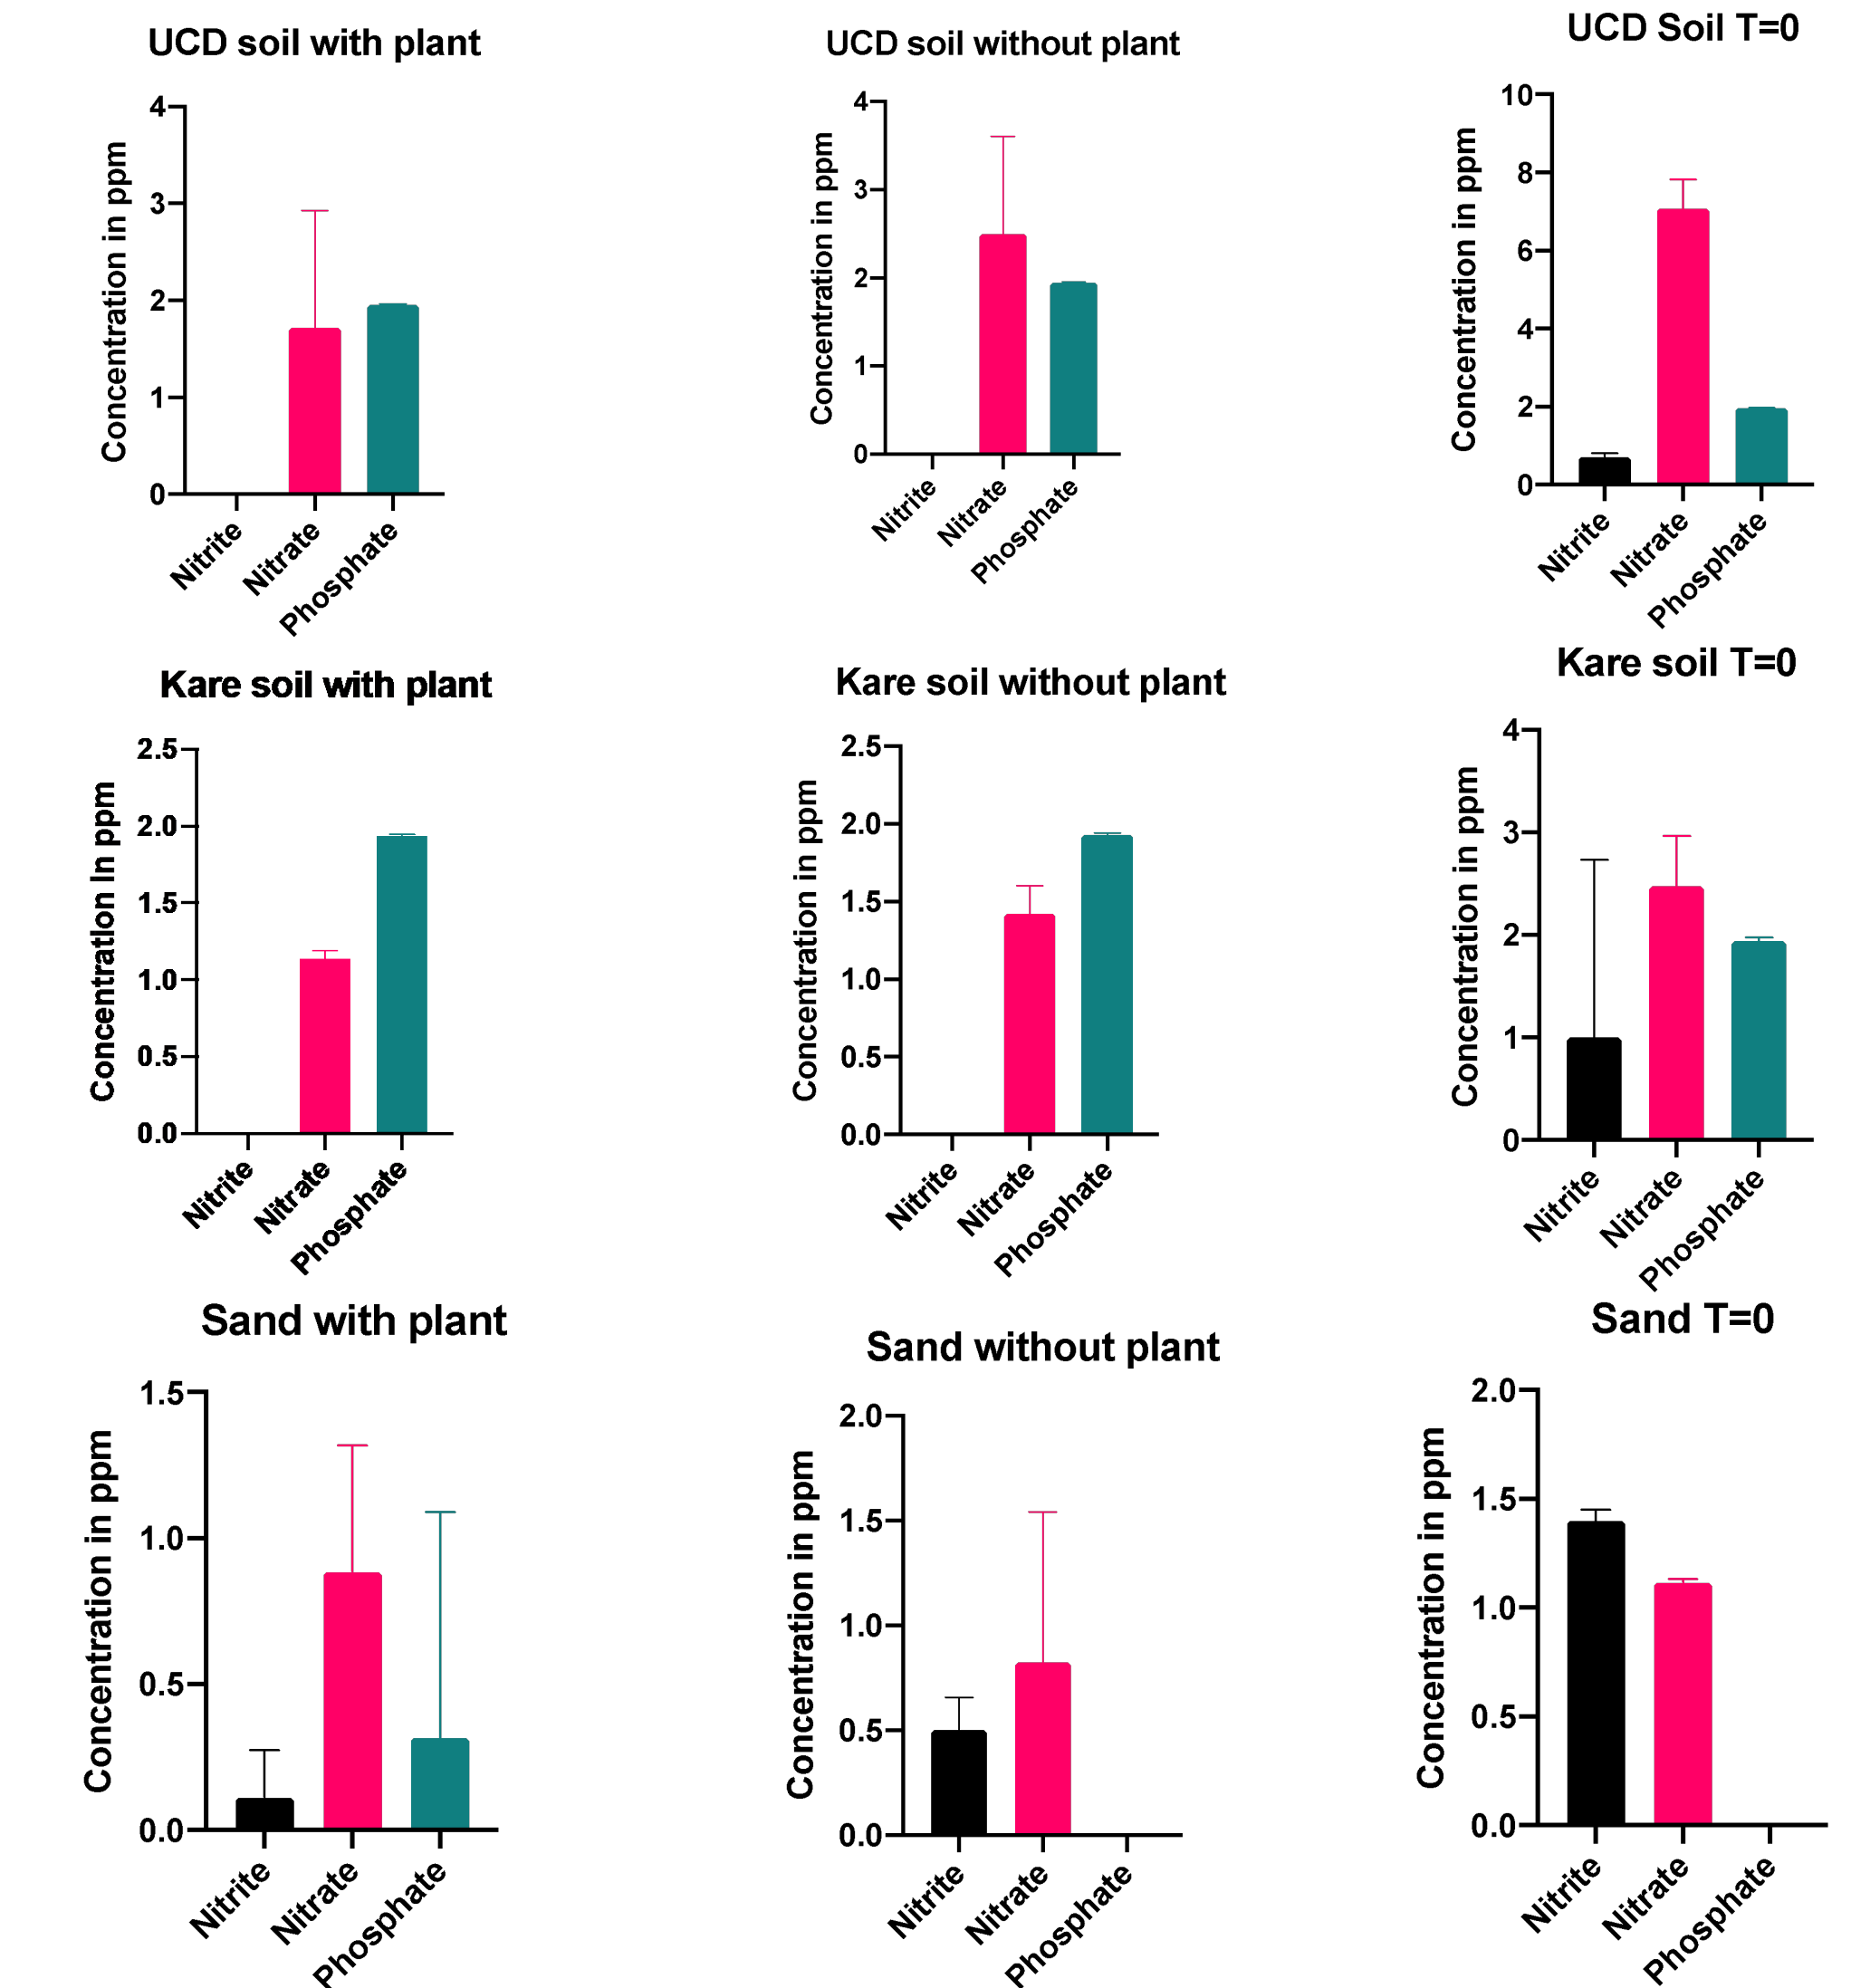 UCD soil with plant
4
3
2
1
0
Concentration in ppm
Nitrite
Nitrate
Phosphate
UCD soil without plant
4
3
2
1
0
Concentration in ppm
Nitrite
Nitrate
Phosphate
UCD Soil T=0
10
8
6
4
2
0
Concentration in ppm
Nitrite
Nitrate
Phosphate
Kare soil with plant
2.5
2.0
1.5
1.0
0.5
0.0
Concentration In ppm
Nitrite
Nitrate
Phosphate
Kare soil without plant
2.5
2.0
1.5
1.0
0.5
0.0
Concentration in ppm
Nitrite
Nitrate
Phosphate
Kare soil T=0
4
3
2
1
0
Concentration in ppm
Nitrite
Nitrate
Phosphate
Sand with plant
1.5
1.0
0.5
0.0
Concentration in ppm
Nitrite
Nitrate
Phosphate
Sand without plant
2.0
1.5
1.0
0.5
0.0
Concentration in ppm
Nitrite
Nitrate
Phosphate
Sand T=0
2.0
1.5
1.0
0.5
0.0
Concentration in ppm
Nitrite
Nitrate
Phosphate